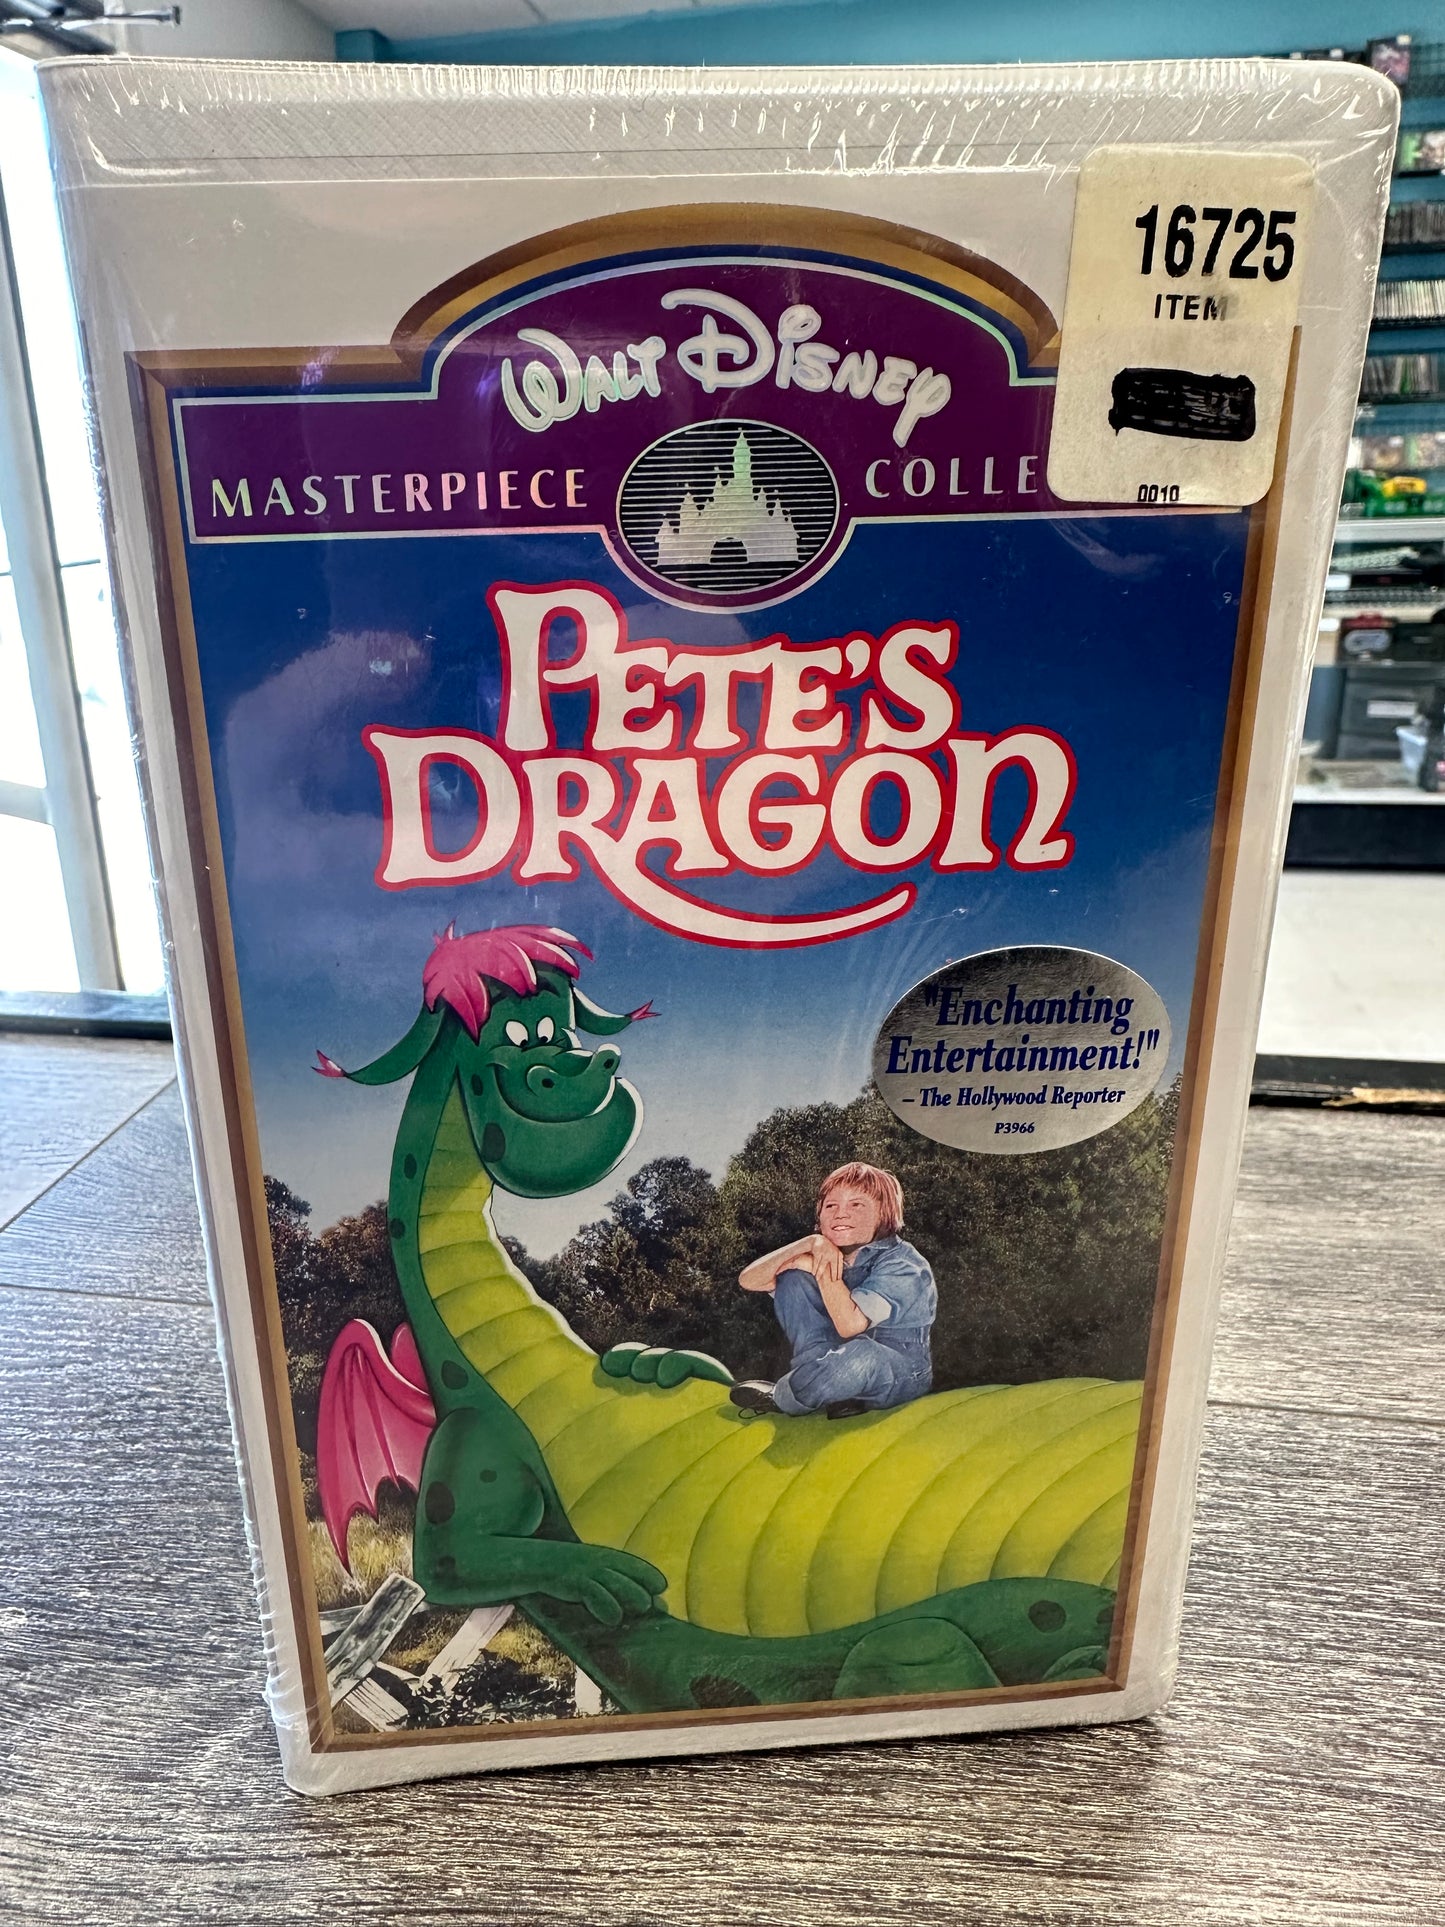 16725
ITEM
0010
WALT DISNEY
MASTERPIECE COLLE
PETE'S
DRAGON
"Enchanting
Entertainment!"
– The Hollywood Reporter
P3966